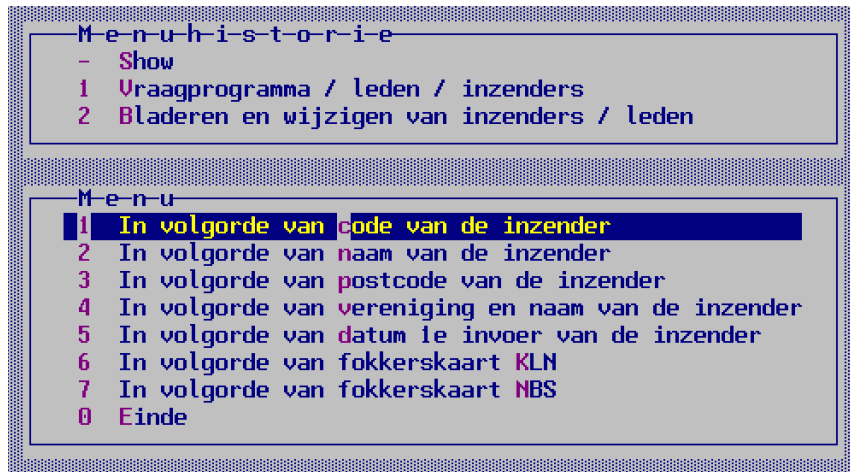 M-e-n-u-h-i-s-t-o-r-i-e
- Show
1 Vraagprogramma / leden / inzenders
2 Bladeren en wijzigen van inzenders / leden
M-e-n-u
1 In volgorde van code van de inzender
2 In volgorde van naam van de inzender
3 In volgorde van postcode van de inzender
4 In volgorde van vereniging en naam van de inzender
5 In volgorde van datum 1e invoer van de inzender
6 In volgorde van fokkerskaart KLN
7 In volgorde van fokkerskaart NBS
0 Einde